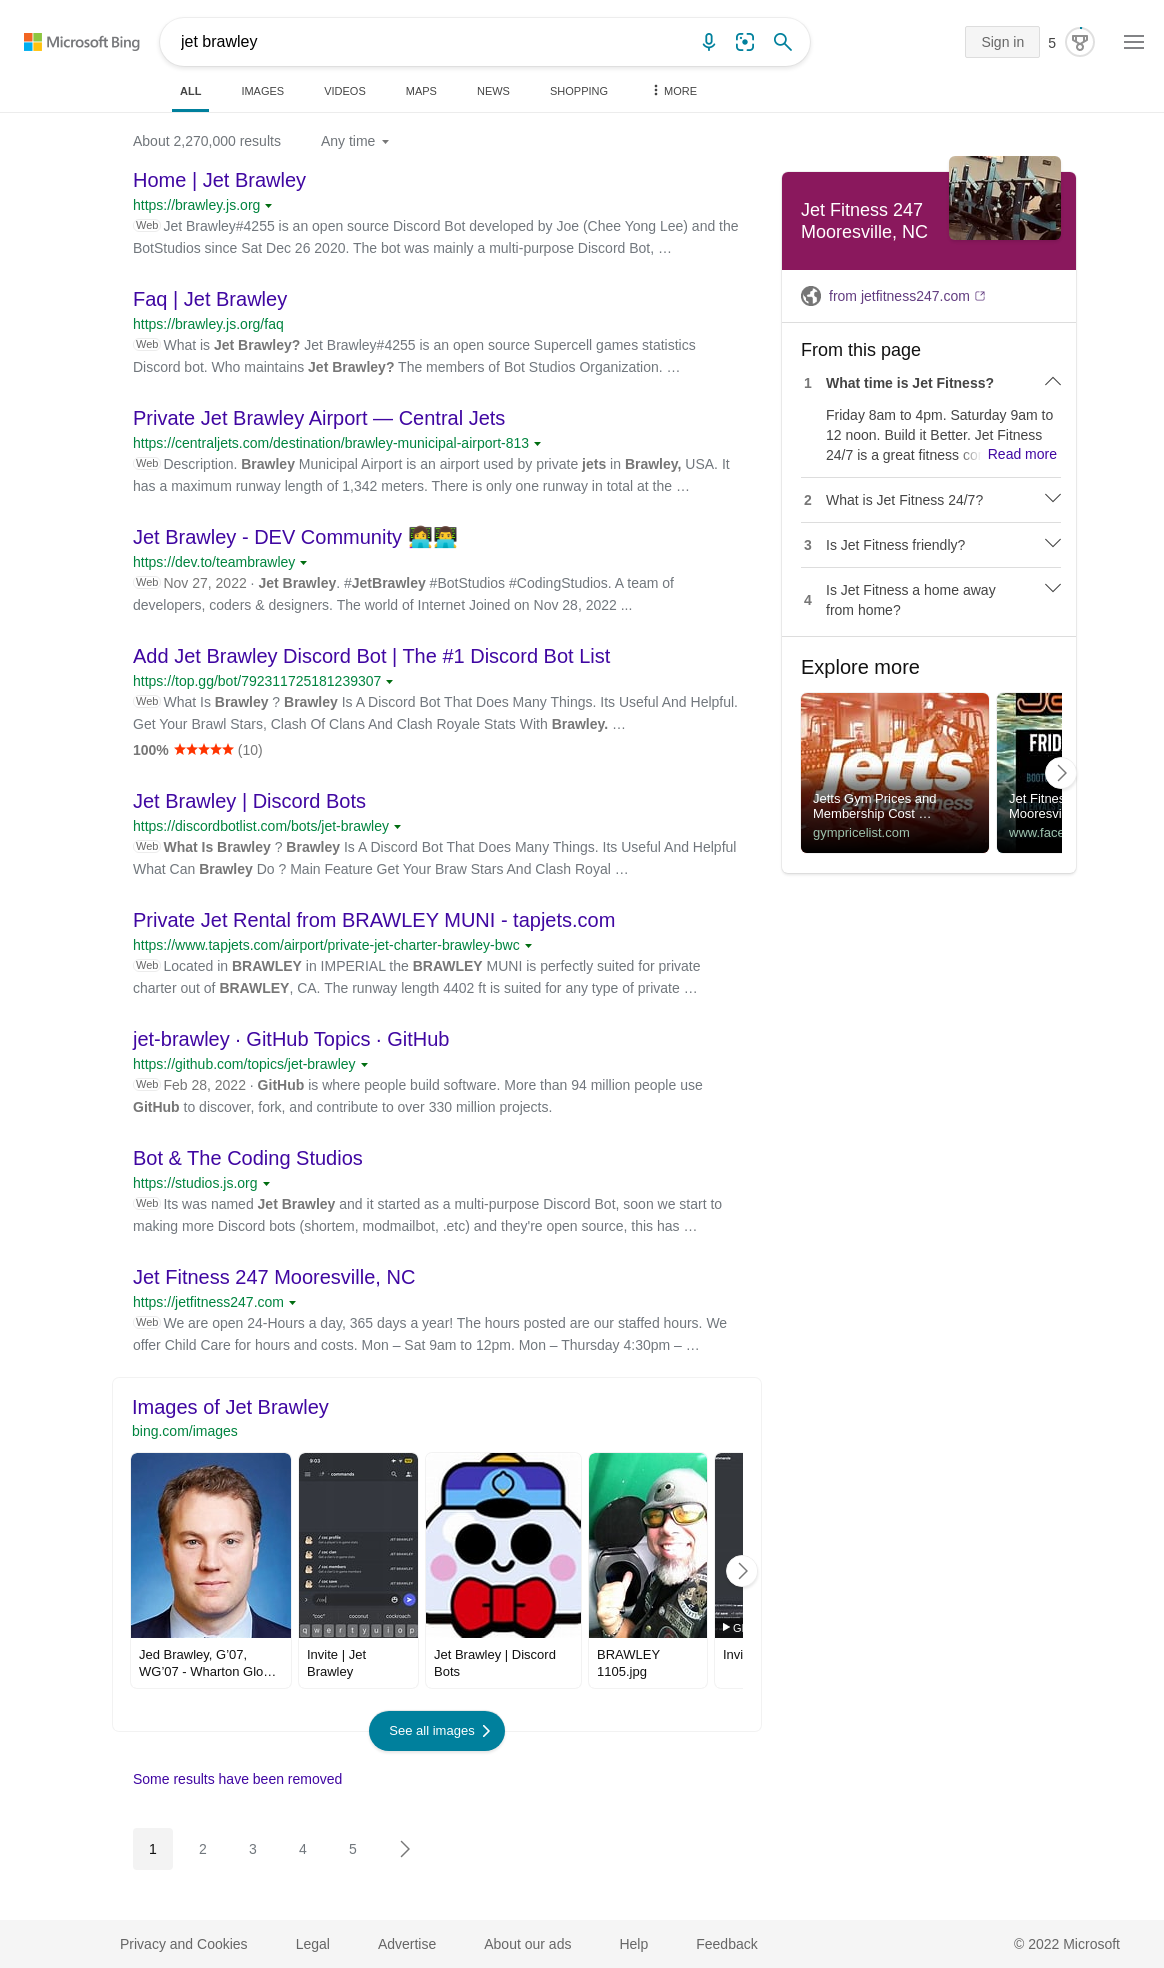 Microsoft Bing
jet brawley
Sign in
5
ALL
IMAGES
VIDEOS
MAPS
NEWS
SHOPPING
MORE
About 2,270,000 results
Any time
Home | Jet Brawley
https://brawley.js.org
Web Jet Brawley#4255 is an open source Discord Bot developed by Joe (Chee Yong Lee) and the
BotStudios since Sat Dec 26 2020. The bot was mainly a multi-purpose Discord Bot, …
Faq | Jet Brawley
https://brawley.js.org/faq
Web What is Jet Brawley? Jet Brawley#4255 is an open source Supercell games statistics
Discord bot. Who maintains Jet Brawley? The members of Bot Studios Organization. …
Private Jet Brawley Airport — Central Jets
https://centraljets.com/destination/brawley-municipal-airport-813
Web Description. Brawley Municipal Airport is an airport used by private jets in Brawley, USA. It
has a maximum runway length of 1,342 meters. There is only one runway in total at the …
Jet Brawley - DEV Community 👩‍💻👨‍💻
https://dev.to/teambrawley
Web Nov 27, 2022 · Jet Brawley. #JetBrawley #BotStudios #CodingStudios. A team of
developers, coders & designers. The world of Internet Joined on Nov 28, 2022 ...
Add Jet Brawley Discord Bot | The #1 Discord Bot List
https://top.gg/bot/792311725181239307
Web What Is Brawley ? Brawley Is A Discord Bot That Does Many Things. Its Useful And Helpful.
Get Your Brawl Stars, Clash Of Clans And Clash Royale Stats With Brawley. …
100% ★★★★★ (10)
Jet Brawley | Discord Bots
https://discordbotlist.com/bots/jet-brawley
Web What Is Brawley ? Brawley Is A Discord Bot That Does Many Things. Its Useful And Helpful
What Can Brawley Do ? Main Feature Get Your Braw Stars And Clash Royal …
Private Jet Rental from BRAWLEY MUNI - tapjets.com
https://www.tapjets.com/airport/private-jet-charter-brawley-bwc
Web Located in BRAWLEY in IMPERIAL the BRAWLEY MUNI is perfectly suited for private
charter out of BRAWLEY, CA. The runway length 4402 ft is suited for any type of private …
jet-brawley · GitHub Topics · GitHub
https://github.com/topics/jet-brawley
Web Feb 28, 2022 · GitHub is where people build software. More than 94 million people use
GitHub to discover, fork, and contribute to over 330 million projects.
Bot & The Coding Studios
https://studios.js.org
Web Its was named Jet Brawley and it started as a multi-purpose Discord Bot, soon we start to
making more Discord bots (shortem, modmailbot, .etc) and they're open source, this has …
Jet Fitness 247 Mooresville, NC
https://jetfitness247.com
Web We are open 24-Hours a day, 365 days a year! The hours posted are our staffed hours. We
offer Child Care for hours and costs. Mon – Sat 9am to 12pm. Mon – Thursday 4:30pm – …
Images of Jet Brawley
bing.com/images
9:03
commands
/ coc profile
/ coc clan
/ coc members
/ coc save
JET BRAWLEY
JET BRAWLEY
JET BRAWLEY
JET BRAWLEY
/coc
"coc" coconut cockroach
q w e r t y u i o p
Jed Brawley, G'07,
WG'07 - Wharton Glo…
Invite | Jet
Brawley
Jet Brawley | Discord
Bots
BRAWLEY
1105.jpg
Invi
See all images
Some results have been removed
1 2 3 4 5
Jet Fitness 247
Mooresville, NC
from jetfitness247.com
From this page
1 What time is Jet Fitness?
Friday 8am to 4pm. Saturday 9am to
12 noon. Build it Better. Jet Fitness
24/7 is a great fitness co Read more
2 What is Jet Fitness 24/7?
3 Is Jet Fitness friendly?
4 Is Jet Fitness a home away
from home?
Explore more
jetts
24 hour fitness
Jetts Gym Prices and
Membership Cost …
gympricelist.com
FRID
BOOT
Jet Fitnes
Mooresvi
www.face
Privacy and Cookies
Legal
Advertise
About our ads
Help
Feedback
© 2022 Microsoft